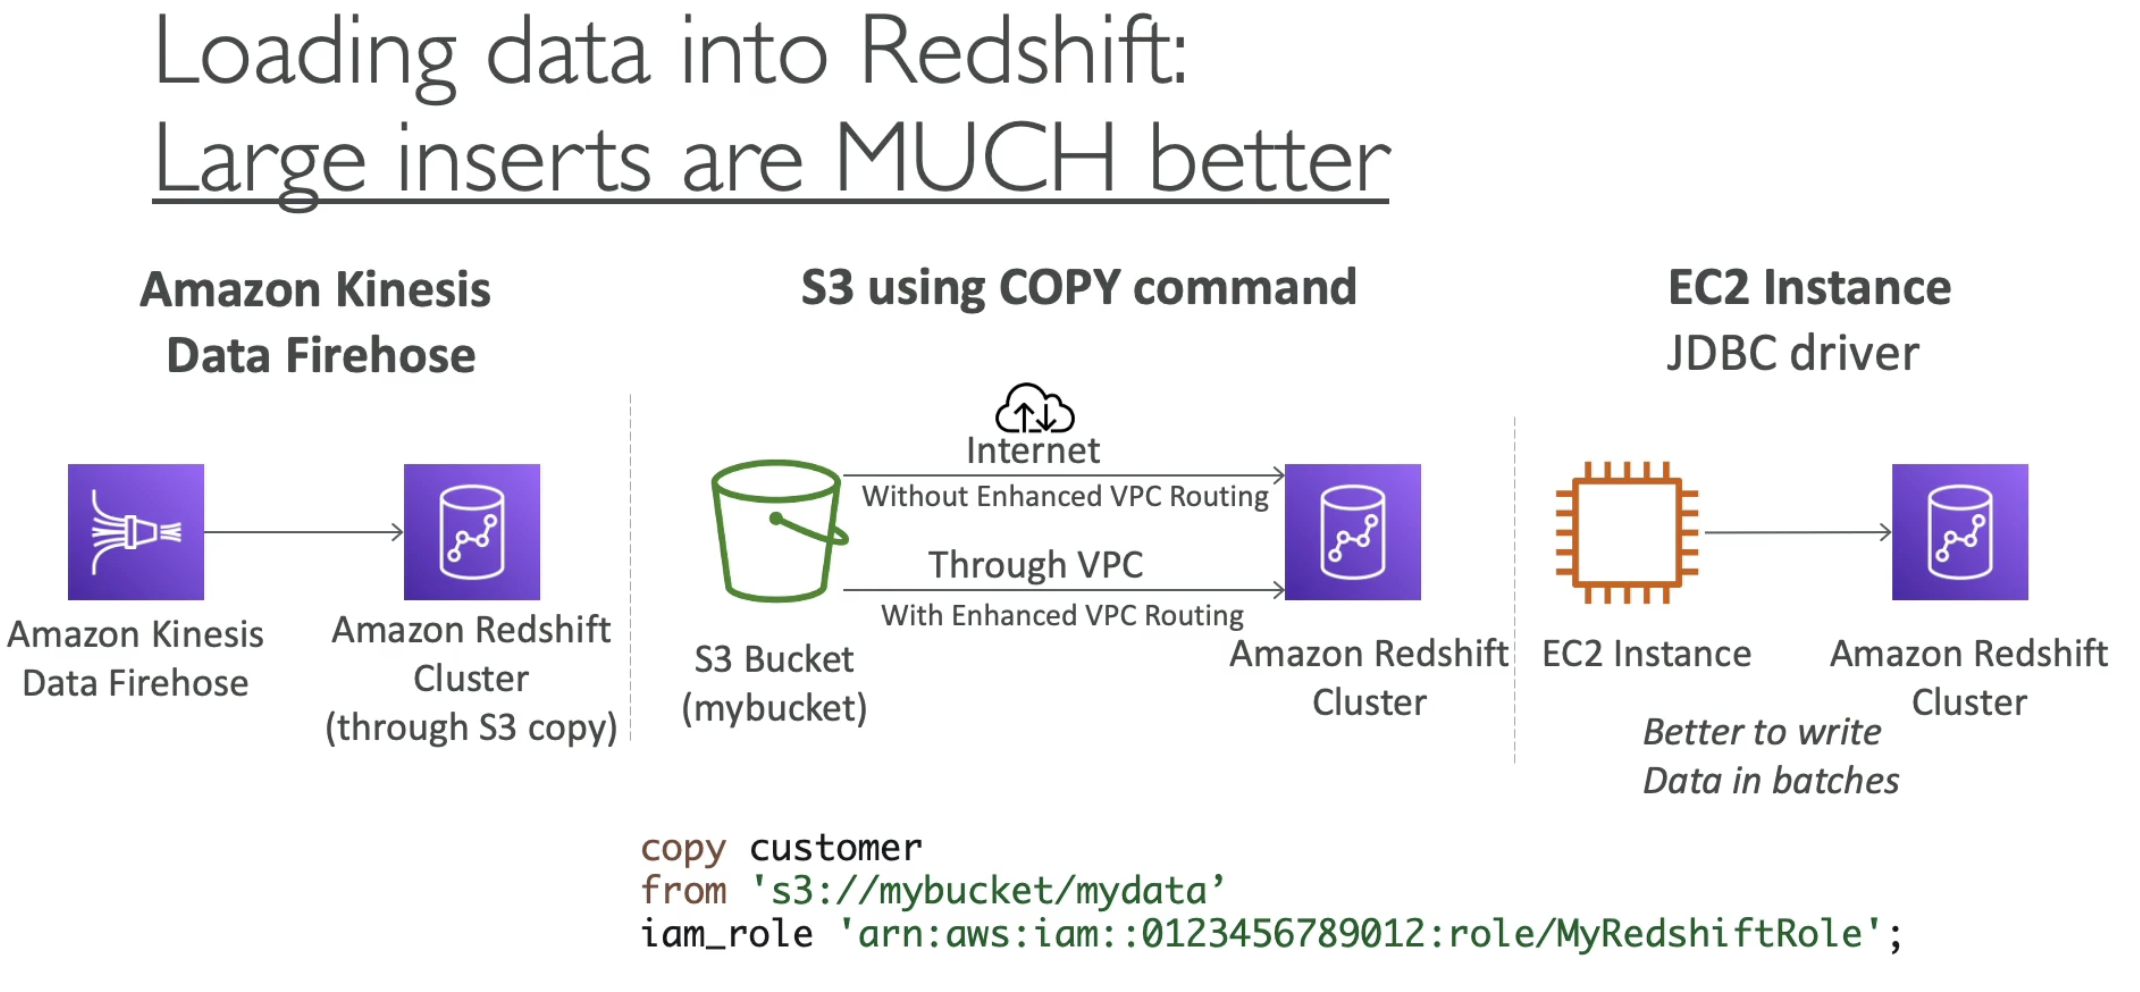 Loading data into Redshift:
Large inserts are MUCH better
Amazon Kinesis
Data Firehose
Amazon Kinesis
Data Firehose
Amazon Redshift
Cluster
(through S3 copy)
S3 using COPY command
Internet
Without Enhanced VPC Routing
Through VPC
With Enhanced VPC Routing
S3 Bucket
(mybucket)
Amazon Redshift
Cluster
EC2 Instance
JDBC driver
EC2 Instance
Amazon Redshift
Cluster
Better to write
Data in batches
copy customer
from 's3://mybucket/mydata’
iam_role 'arn:aws:iam::0123456789012:role/MyRedshiftRole';